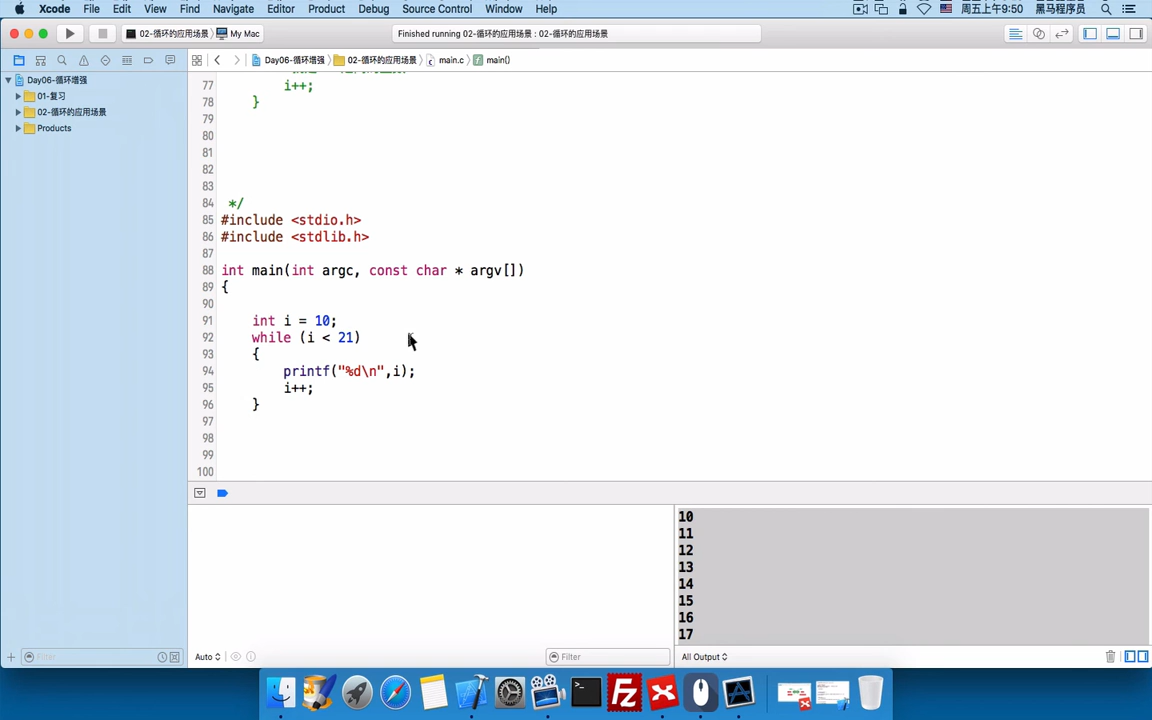 Xcode File Edit View Find Navigate Editor Product Debug Source Control Window Help 周五上午9:50 黑马程序员
02-循环的应用场景 My Mac Finished running 02-循环的应用场景 : 02-循环的应用场景
Day06-循环增强 02-循环的应用场景 main.c main()
Day06-循环增强
01-复习
02-循环的应用场景
Products
77 i++;
78 }
79
80
81
82
83
84 */
85 #include <stdio.h>
86 #include <stdlib.h>
87
88 int main(int argc, const char * argv[])
89 {
90
91 int i = 10;
92 while (i < 21)
93 {
94 printf("%d\n",i);
95 i++;
96 }
97
98
99
100
10
11
12
13
14
15
16
17
Filter Auto Filter All Output